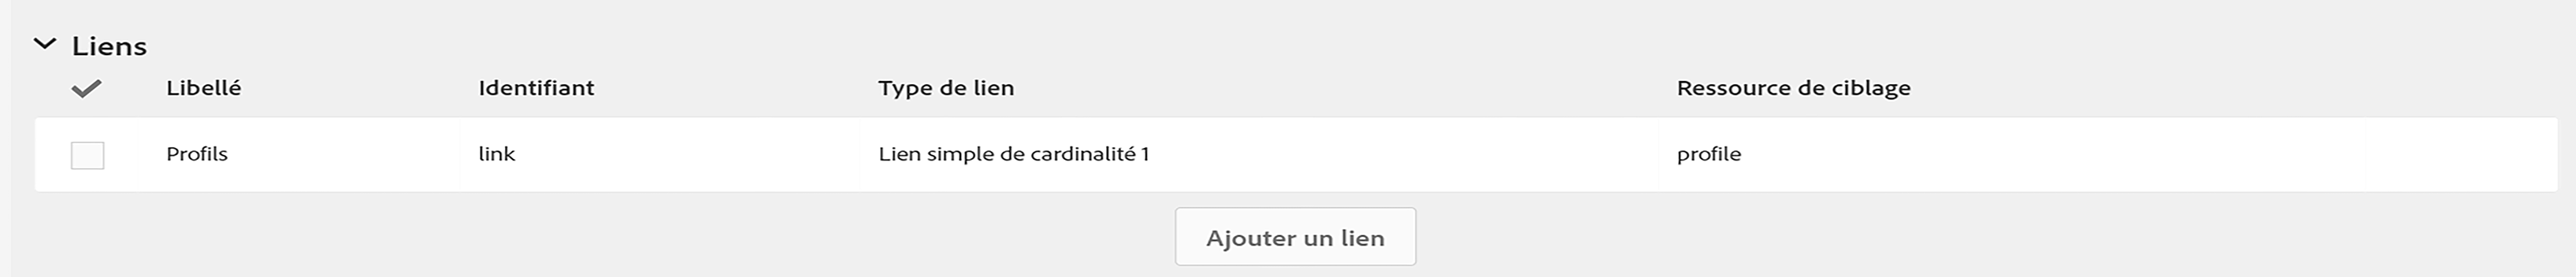 Liens
Libellé Identifiant Type de lien Ressource de ciblage
Profils link Lien simple de cardinalité 1 profile
Ajouter un lien